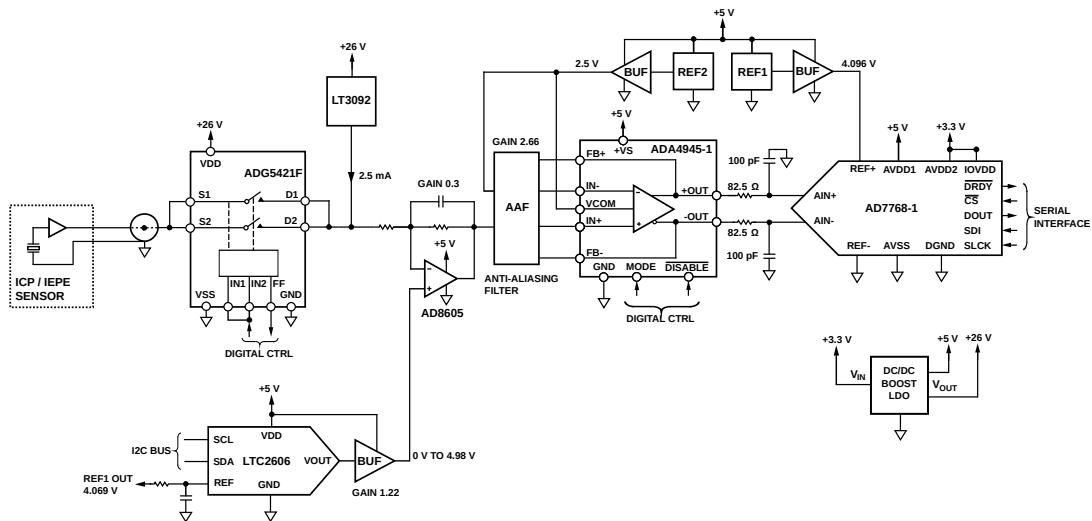 +5 V
2.5 V
BUF
REF2
REF1
BUF
4.096 V
+26 V
LT3092
+26 V
VDD
ADG5421F
S1
D1
S2
D2
IN1
IN2
FF
VSS
GND
DIGITAL CTRL
ICP / IEPE
SENSOR
2.5 mA
GAIN 0.3
+5 V
AD8605
GAIN 2.66
AAF
ANTI-ALIASING
FILTER
+5 V
+VS
ADA4945-1
FB+
IN-
VCOM
IN+
FB-
+OUT
-OUT
GND
MODE
DISABLE
DIGITAL CTRL
100 pF
82.5 Ω
82.5 Ω
100 pF
+5 V
+3.3 V
REF+
AVDD1
AVDD2
IOVDD
AIN+
AIN-
AD7768-1
DRDY
CS
DOUT
SDI
SLCK
REF-
AVSS
DGND
SERIAL
INTERFACE
+3.3 V
+5 V
+26 V
VIN
DC/DC
BOOST
LDO
VOUT
+5 V
VDD
I2C BUS
SCL
SDA
REF
LTC2606
VOUT
GND
BUF
GAIN 1.22
0 V TO 4.98 V
REF1 OUT
4.069 V